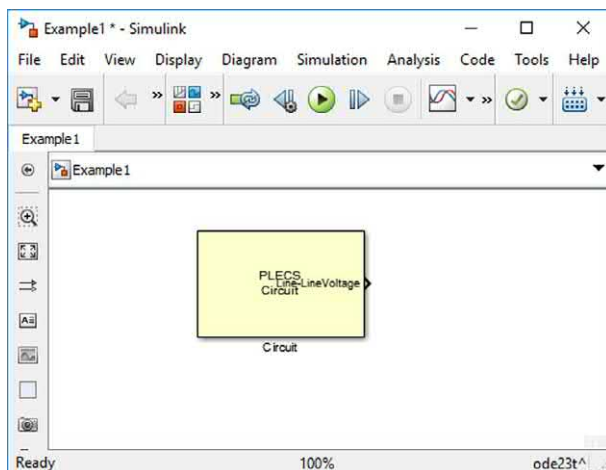 Example1 * - Simulink
File Edit View Display Diagram Simulation Analysis Code Tools Help
» » »
Example1
Example1
PLECS
Circuit
Line-LineVoltage
Circuit
Ready 100% ode23t^